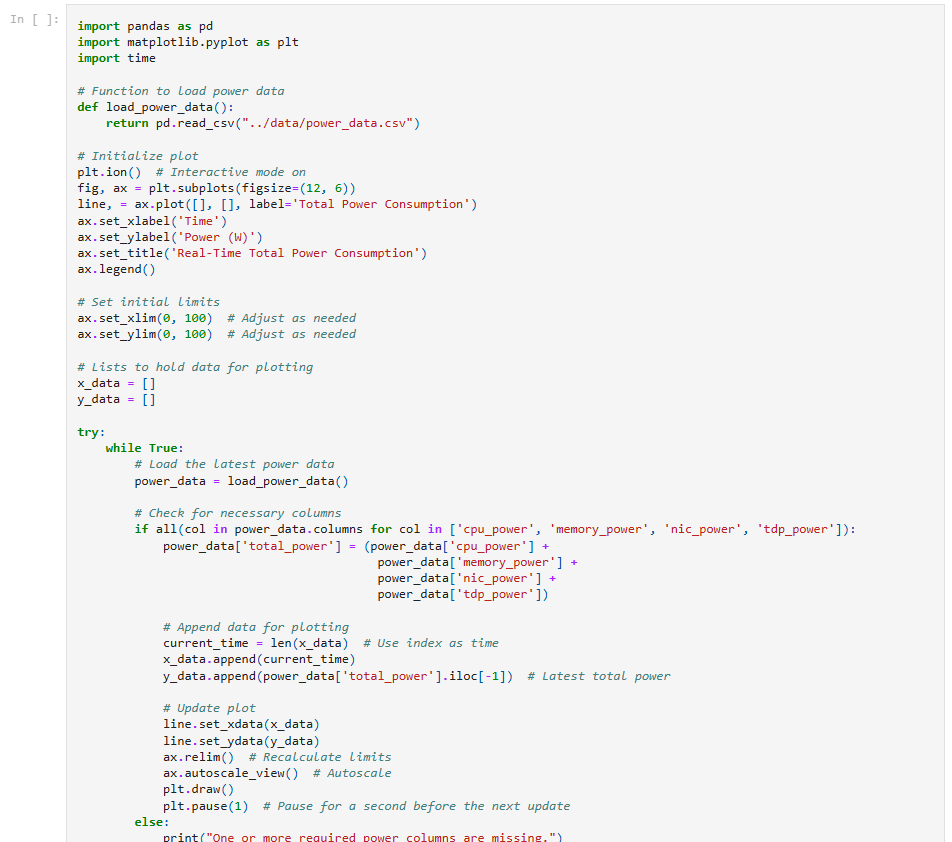 In [ ]:
import pandas as pd
import matplotlib.pyplot as plt
import time
# Function to load power data
def load_power_data():
    return pd.read_csv("../data/power_data.csv")
# Initialize plot
plt.ion()  # Interactive mode on
fig, ax = plt.subplots(figsize=(12, 6))
line, = ax.plot([], [], label='Total Power Consumption')
ax.set_xlabel('Time')
ax.set_ylabel('Power (W)')
ax.set_title('Real-Time Total Power Consumption')
ax.legend()
# Set initial limits
ax.set_xlim(0, 100)  # Adjust as needed
ax.set_ylim(0, 100)  # Adjust as needed
# Lists to hold data for plotting
x_data = []
y_data = []
try:
    while True:
        # Load the latest power data
        power_data = load_power_data()
        # Check for necessary columns
        if all(col in power_data.columns for col in ['cpu_power', 'memory_power', 'nic_power', 'tdp_power']):
            power_data['total_power'] = (power_data['cpu_power'] +
                                          power_data['memory_power'] +
                                          power_data['nic_power'] +
                                          power_data['tdp_power'])
            # Append data for plotting
            current_time = len(x_data)  # Use index as time
            x_data.append(current_time)
            y_data.append(power_data['total_power'].iloc[-1])  # Latest total power
            # Update plot
            line.set_xdata(x_data)
            line.set_ydata(y_data)
            ax.relim()  # Recalculate limits
            ax.autoscale_view()  # Autoscale
            plt.draw()
            plt.pause(1)  # Pause for a second before the next update
        else:
            print("One or more required power columns are missing.")